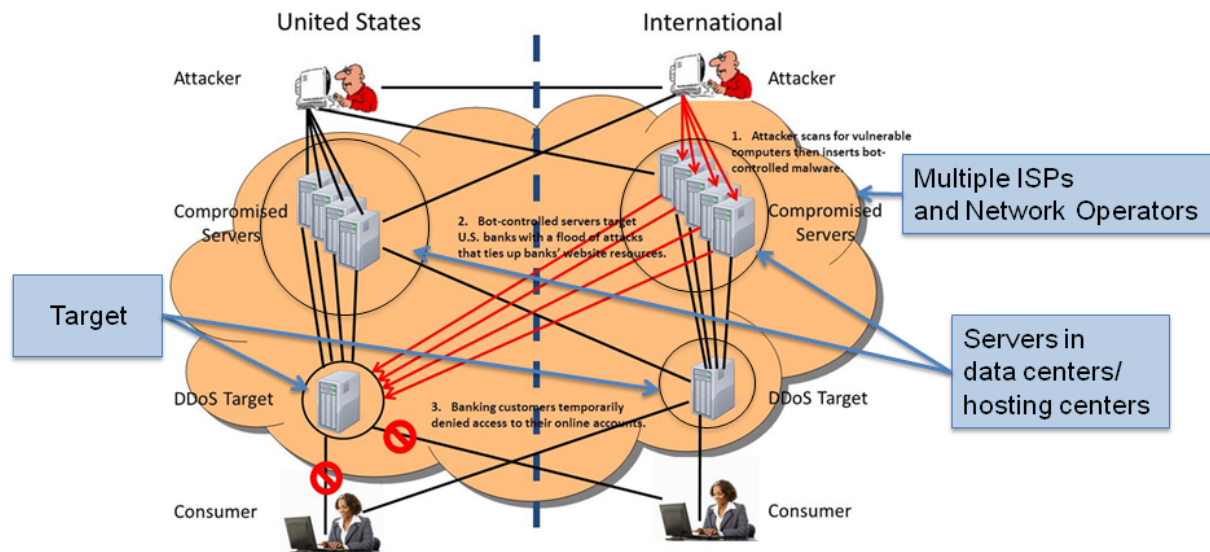 United States
International
Attacker
Attacker
1. Attacker scans for vulnerable
computers then inserts bot-
controlled malware.
Multiple ISPs
and Network Operators
Compromised
Servers
2. Bot-controlled servers target
U.S. banks with a flood of attacks
that ties up banks' website resources.
Compromised
Servers
Target
Servers in
data centers/
hosting centers
DDoS Target
3. Banking customers temporarily
denied access to their online accounts.
DDoS Target
Consumer
Consumer